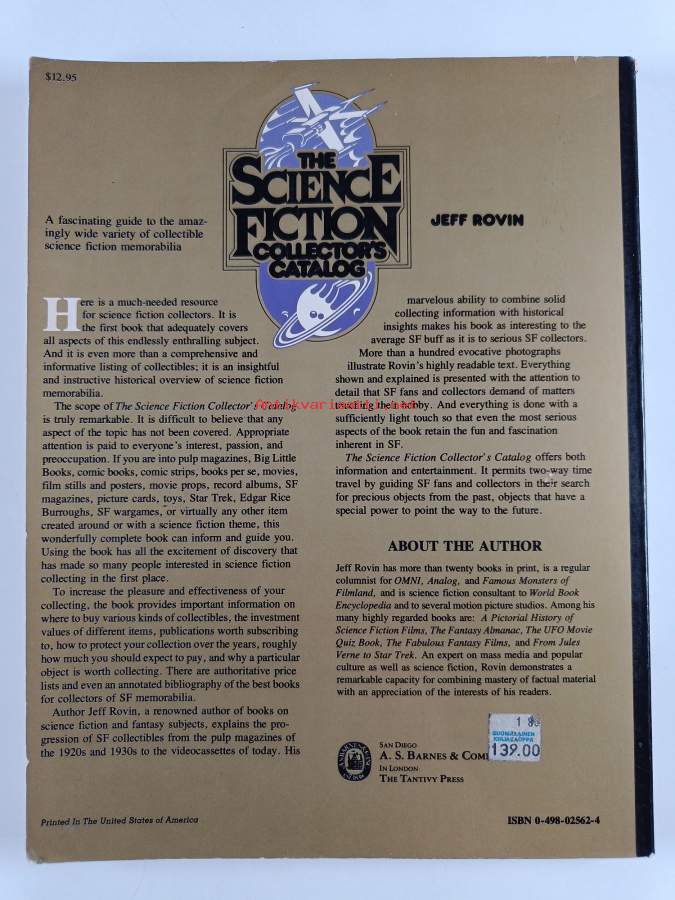 $12.95
THE
SCIENCE
FICTION
COLLECTOR'S
CATALOG
A fascinating guide to the amaz-
ingly wide variety of collectible
science fiction memorabilia
JEFF ROVIN
Here is a much-needed resource
for science fiction collectors. It is
the first book that adequately covers
all aspects of this endlessly enthralling subject.
And it is even more than a comprehensive and
informative listing of collectibles; it is an insightful
and instructive historical overview of science fiction
memorabilia.
The scope of The Science Fiction Collector's Catalog
is truly remarkable. It is difficult to believe that any
aspect of the topic has not been covered. Appropriate
attention is paid to everyone's interest, passion, and
preoccupation. If you are into pulp magazines, Big Little
Books, comic books, comic strips, books per se, movies,
film stills and posters, movie props, record albums, SF
magazines, picture cards, toys, Star Trek, Edgar Rice
Burroughs, SF wargames, or virtually any other item
created around or with a science fiction theme, this
wonderfully complete book can inform and guide you.
Using the book has all the excitement of discovery that
has made so many people interested in science fiction
collecting in the first place.
To increase the pleasure and effectiveness of your
collecting, the book provides important information on
where to buy various kinds of collectibles, the investment
values of different items, publications worth subscribing
to, how to protect your collection over the years, roughly
how much you should expect to pay, and why a particular
object is worth collecting. There are authoritative price
lists and even an annotated bibliography of the best books
for collectors of SF memorabilia.
Author Jeff Rovin, a renowned author of books on
science fiction and fantasy subjects, explains the pro-
gression of SF collectibles from the pulp magazines of
the 1920s and 1930s to the videocassettes of today. His
marvelous ability to combine solid
collecting information with historical
insights makes his book as interesting to the
average SF buff as it is to serious SF collectors.
More than a hundred evocative photographs
illustrate Rovin's highly readable text. Everything
shown and explained is presented with the attention to
detail that SF fans and collectors demand of matters
touching their hobby. And everything is done with a
sufficiently light touch so that even the most serious
aspects of the book retain the fun and fascination
inherent in SF.
The Science Fiction Collector's Catalog offers both
information and entertainment. It permits two-way time
travel by guiding SF fans and collectors in their search
for precious objects from the past, objects that have a
special power to point the way to the future.
ABOUT THE AUTHOR
Jeff Rovin has more than twenty books in print, is a regular
columnist for OMNI, Analog, and Famous Monsters of
Filmland, and is science fiction consultant to World Book
Encyclopedia and to several motion picture studios. Among his
many highly regarded books are: A Pictorial History of
Science Fiction Films, The Fantasy Almanac, The UFO Movie
Quiz Book, The Fabulous Fantasy Films, and From Jules
Verne to Star Trek. An expert on mass media and popular
culture as well as science fiction, Rovin demonstrates a
remarkable capacity for combining mastery of factual material
with an appreciation of the interests of his readers.
SAN DIEGO
A. S. BARNES & COM
IN LONDON
THE TANTIVY PRESS
SUOMALAINEN
KIRJAKAUPPA
139.00
Printed In The United States of America
ISBN 0-498-02562-4